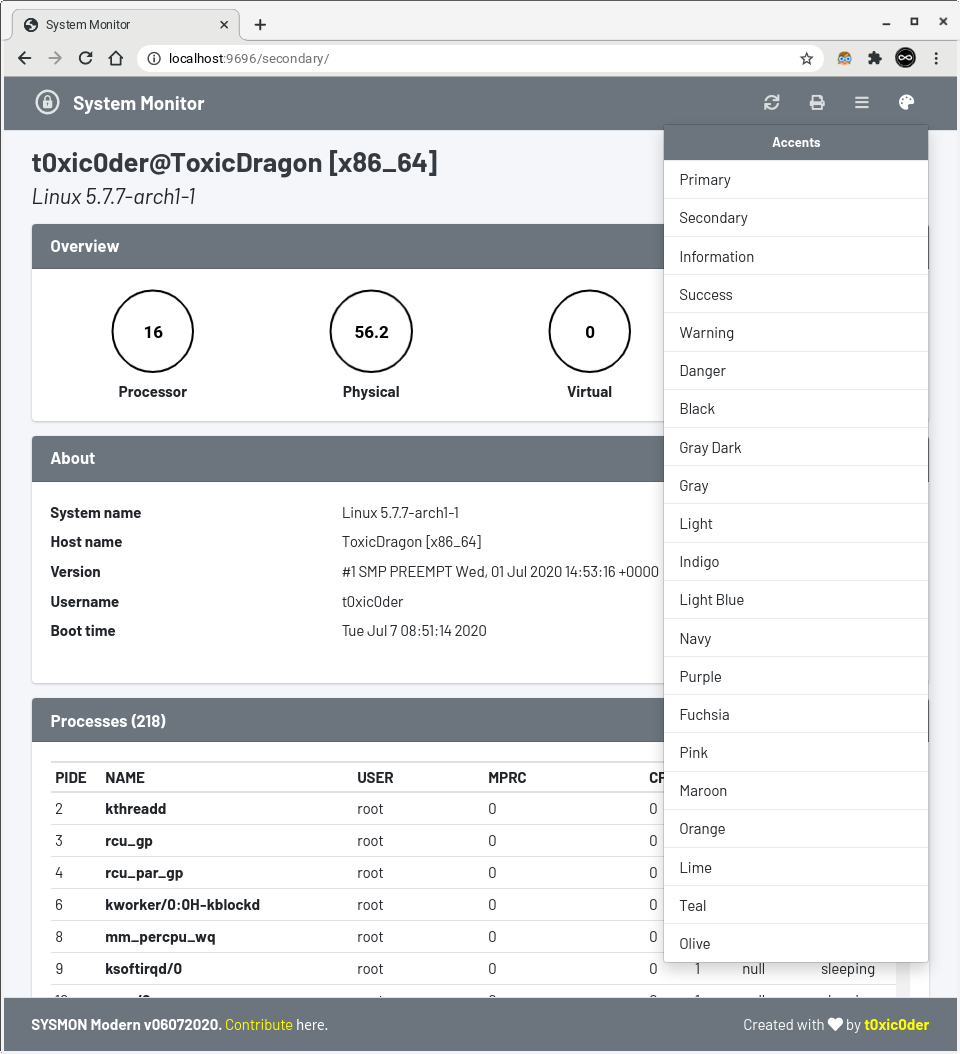 System Monitor
localhost:9696/secondary/
System Monitor
Accents
t0xic0der@ToxicDragon [x86_64]
Linux 5.7.7-arch1-1
Primary
Secondary
Information
Success
Warning
Danger
Black
Gray Dark
Gray
Light
Indigo
Light Blue
Navy
Purple
Fuchsia
Pink
Maroon
Orange
Lime
Teal
Olive
Overview
16 56.2 0
Processor Physical Virtual
About
System name Linux 5.7.7-arch1-1
Host name ToxicDragon [x86_64]
Version #1 SMP PREEMPT Wed, 01 Jul 2020 14:53:16 +0000
Username t0xic0der
Boot time Tue Jul 7 08:51:14 2020
Processes (218)
PIDE NAME USER MPRC
2 kthreadd root 0 0
3 rcu_gp root 0 0
4 rcu_par_gp root 0 0
6 kworker/0:0H-kblockd root 0 0
8 mm_percpu_wq root 0 0
9 ksoftirqd/0 root 0 0 1 null sleeping
SYSMON Modern v06072020. Contribute here.
Created with by t0xic0der